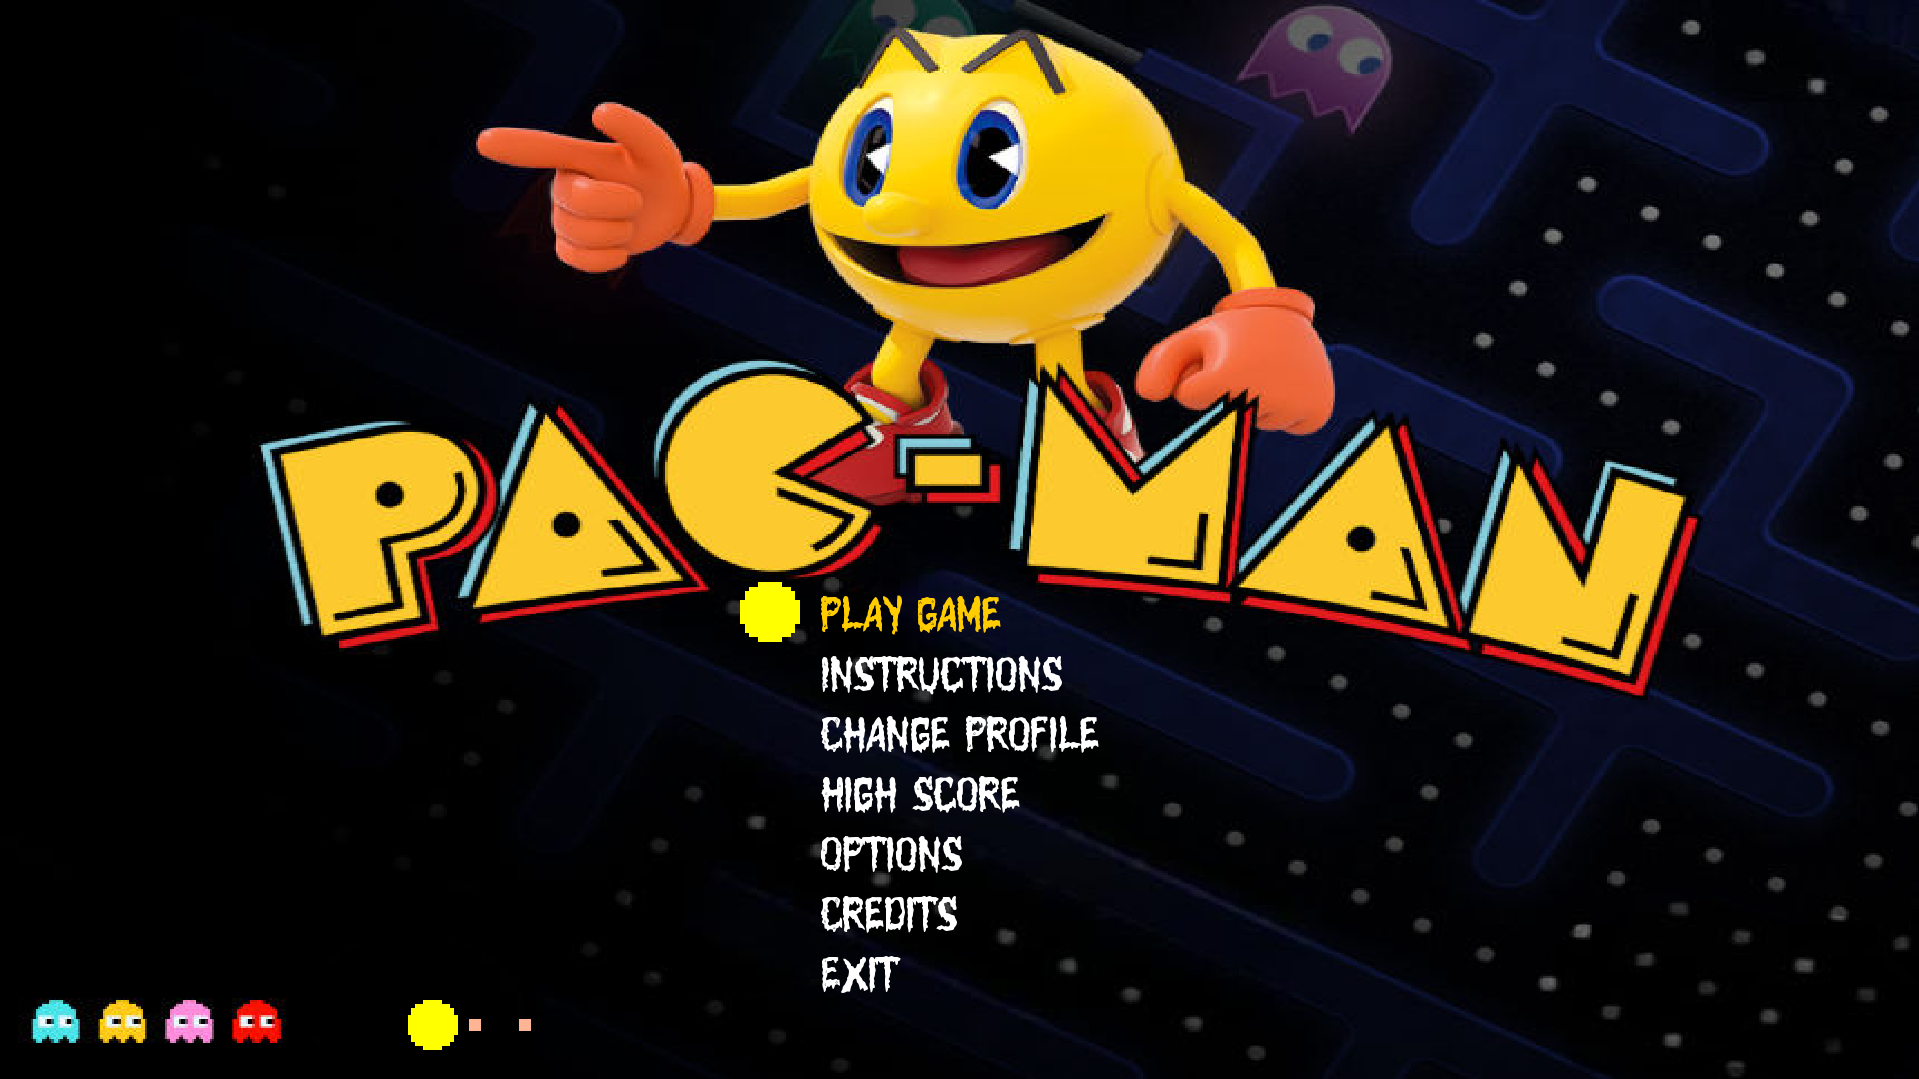 PAC-MAN
PLAY GAME
INSTRUCTIONS
CHANGE PROFILE
HIGH SCORE
OPTIONS
CREDITS
EXIT